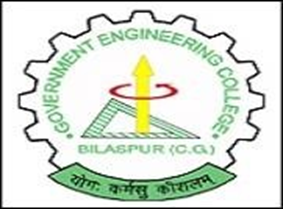 GOVERNMENT ENGINEERING COLLEGE
BILASPUR (C.G.)
योगः कर्मसु कौशलम्